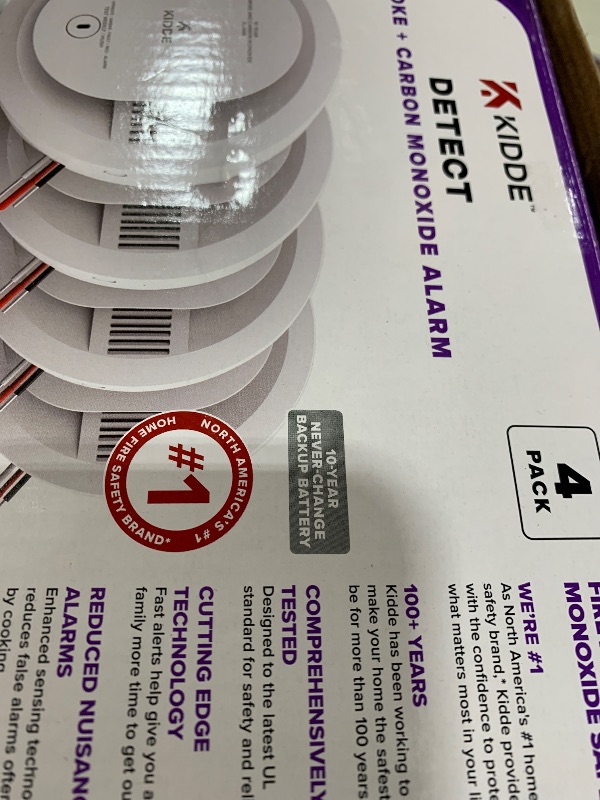 KIDDE™
DETECT
OKE + CARBON MONOXIDE ALARM
4
PACK
10-YEAR
NEVER-CHANGE
BACKUP BATTERY
NORTH AMERICA'S #1
#1
HOME FIRE SAFETY BRAND*
KIDDE
MONOXIDE SA
WE'RE #1
As North America's #1 home
safety brand,* Kidde provide
with the confidence to prote
what matters most in your li
100+ YEARS
Kidde has been working to
make your home the safest
be for more than 100 years
COMPREHENSIVELY
TESTED
Designed to the latest UL
standard for safety and rel
CUTTING EDGE
TECHNOLOGY
Fast alerts help give you a
family more time to get ou
REDUCED NUISANC
ALARMS
Enhanced sensing techno
reduces false alarms ofter
by cooking